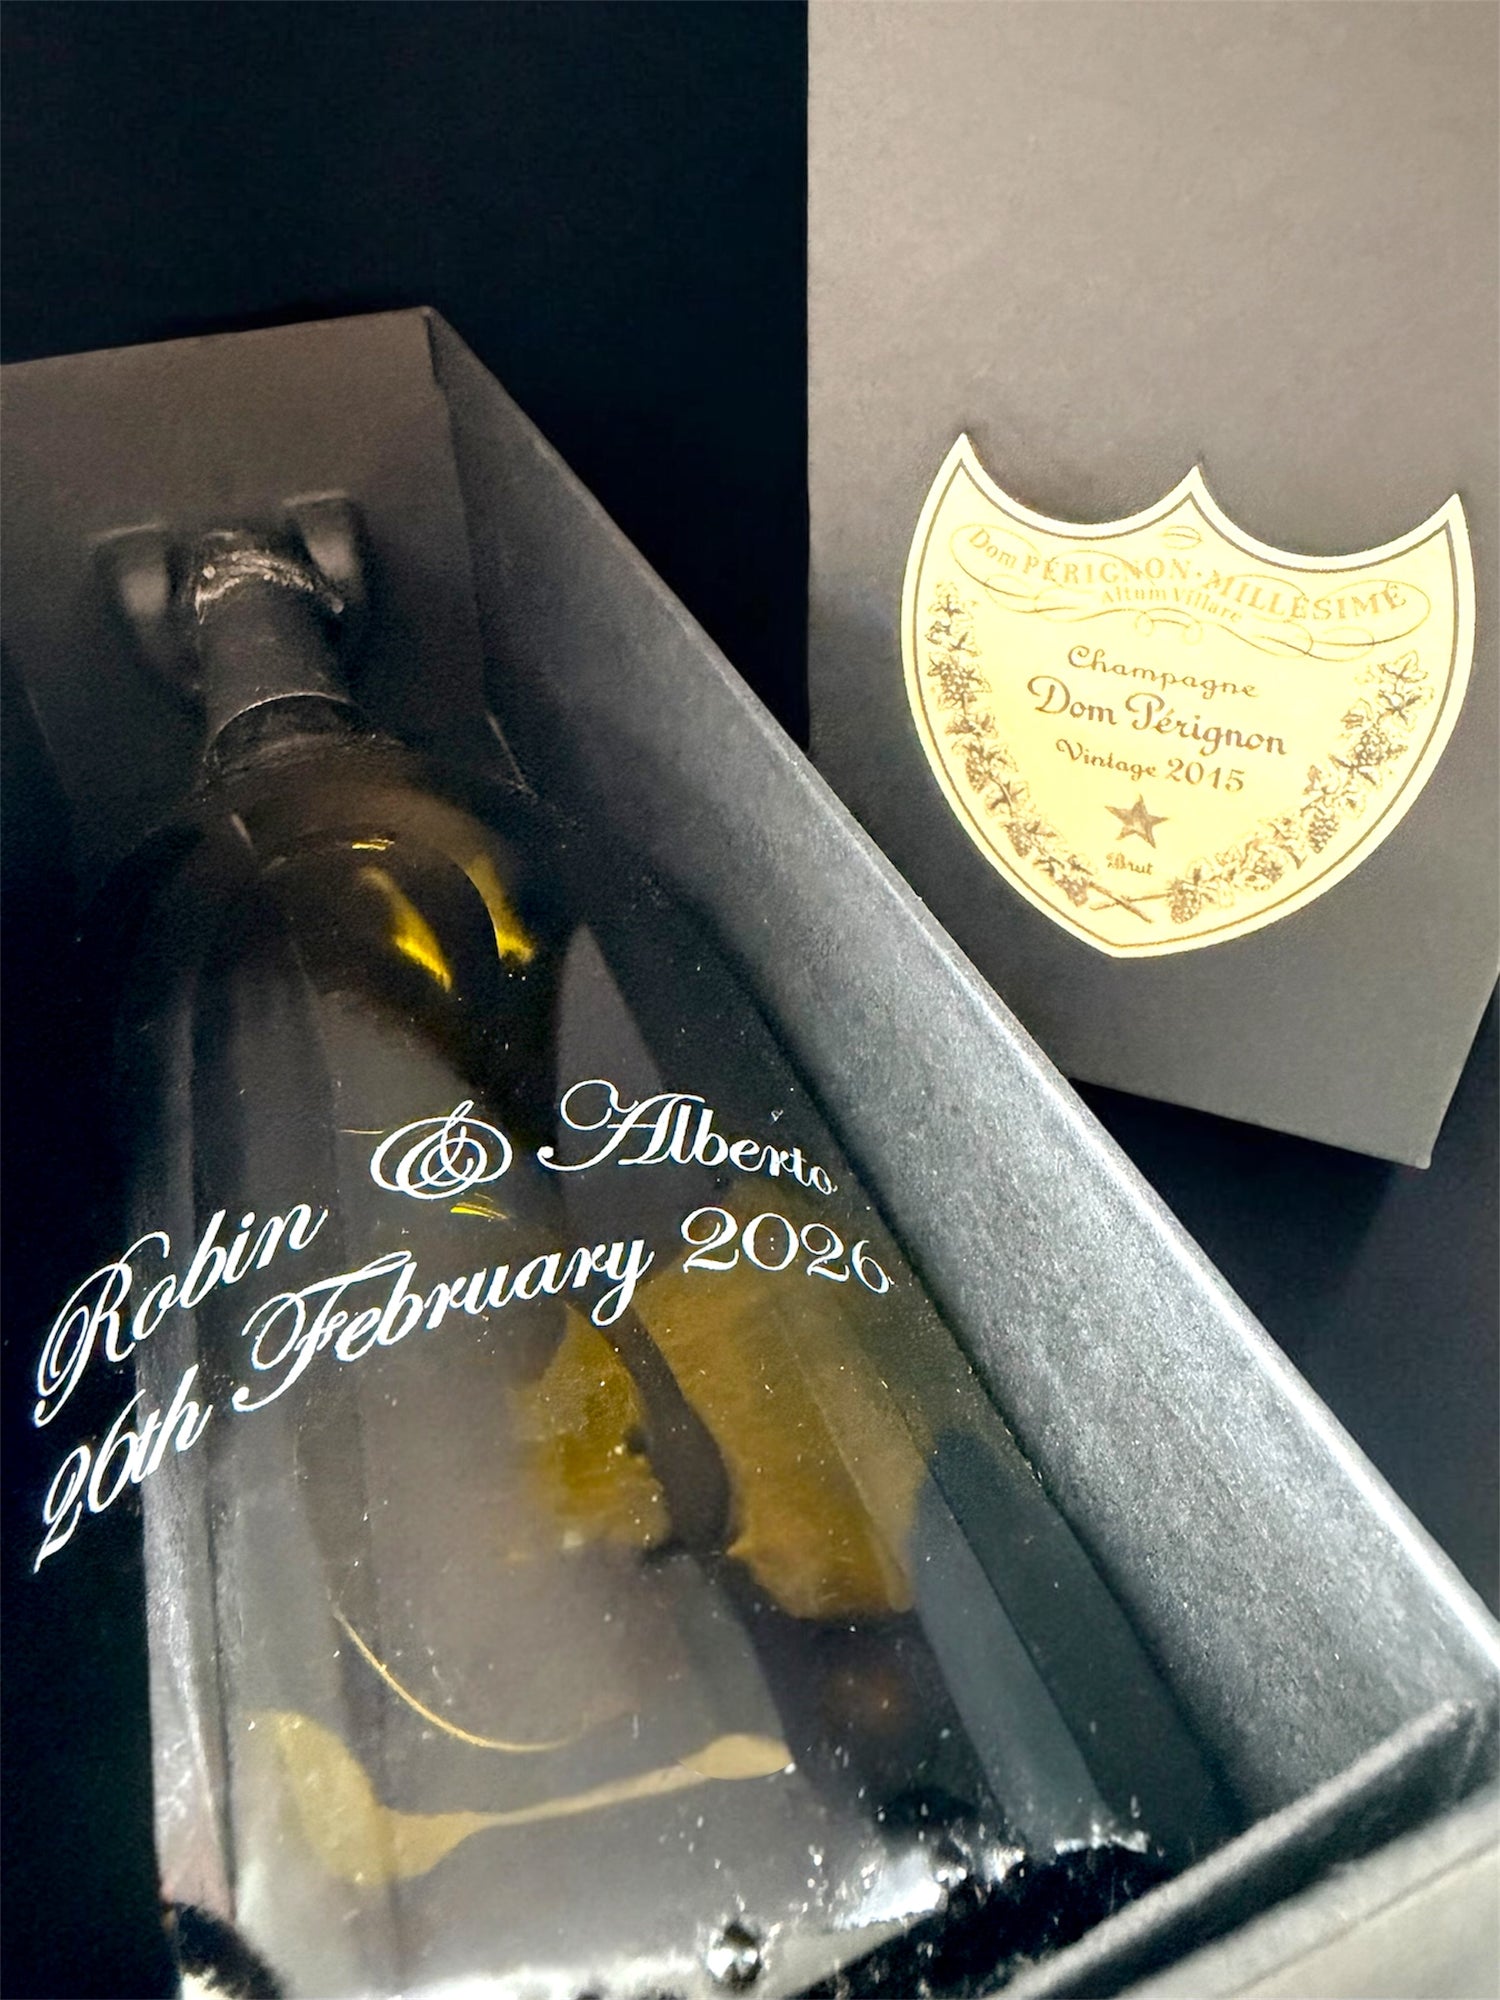 Robin & Alberto
26th February 2026
Dom PÉRIGNON·MILLÉSIME
Altum Villare
Champagne
Dom Pérignon
Vintage 2015
Brut